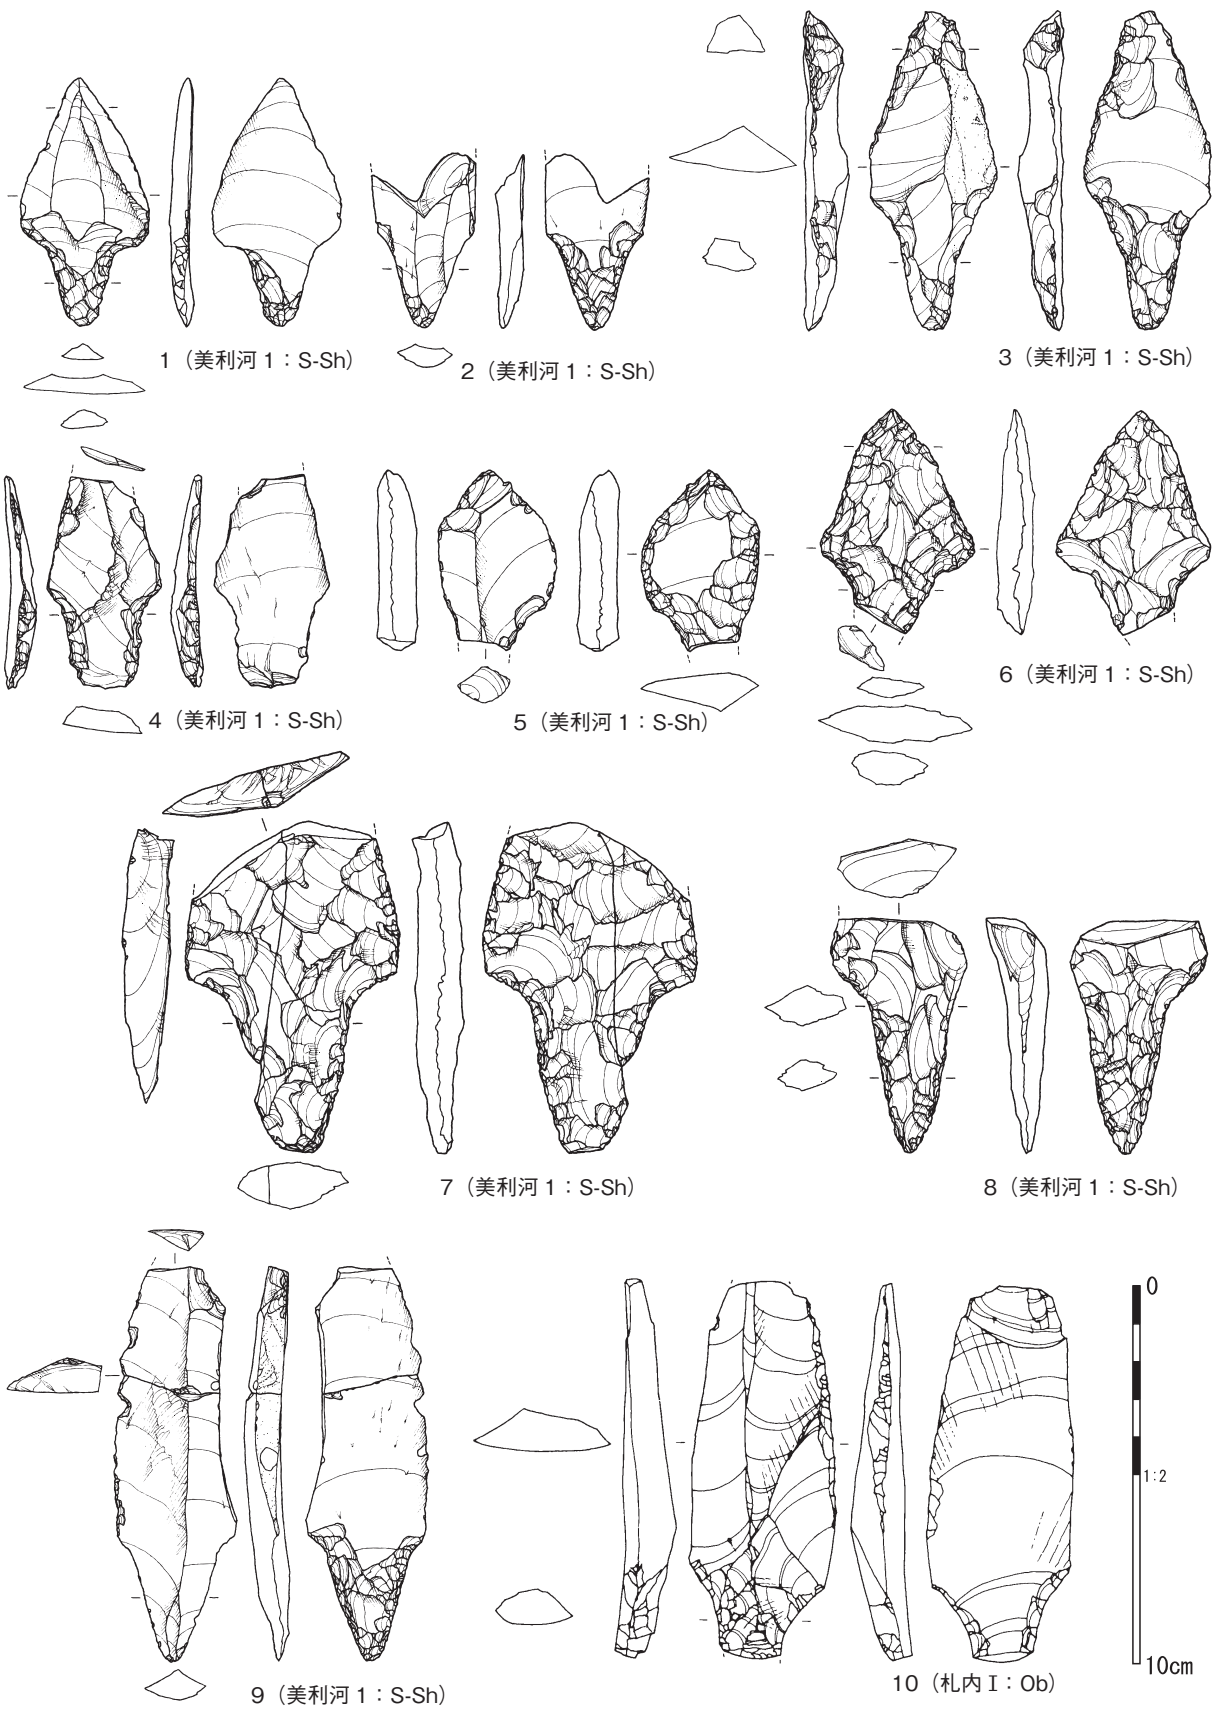 1（美利河 1：S-Sh）
2（美利河 1：S-Sh）
3（美利河 1：S-Sh）
4（美利河 1：S-Sh）
5（美利河 1：S-Sh）
6（美利河 1：S-Sh）
7（美利河 1：S-Sh）
8（美利河 1：S-Sh）
9（美利河 1：S-Sh）
10（札内 I：Ob）
0
1:2
10cm